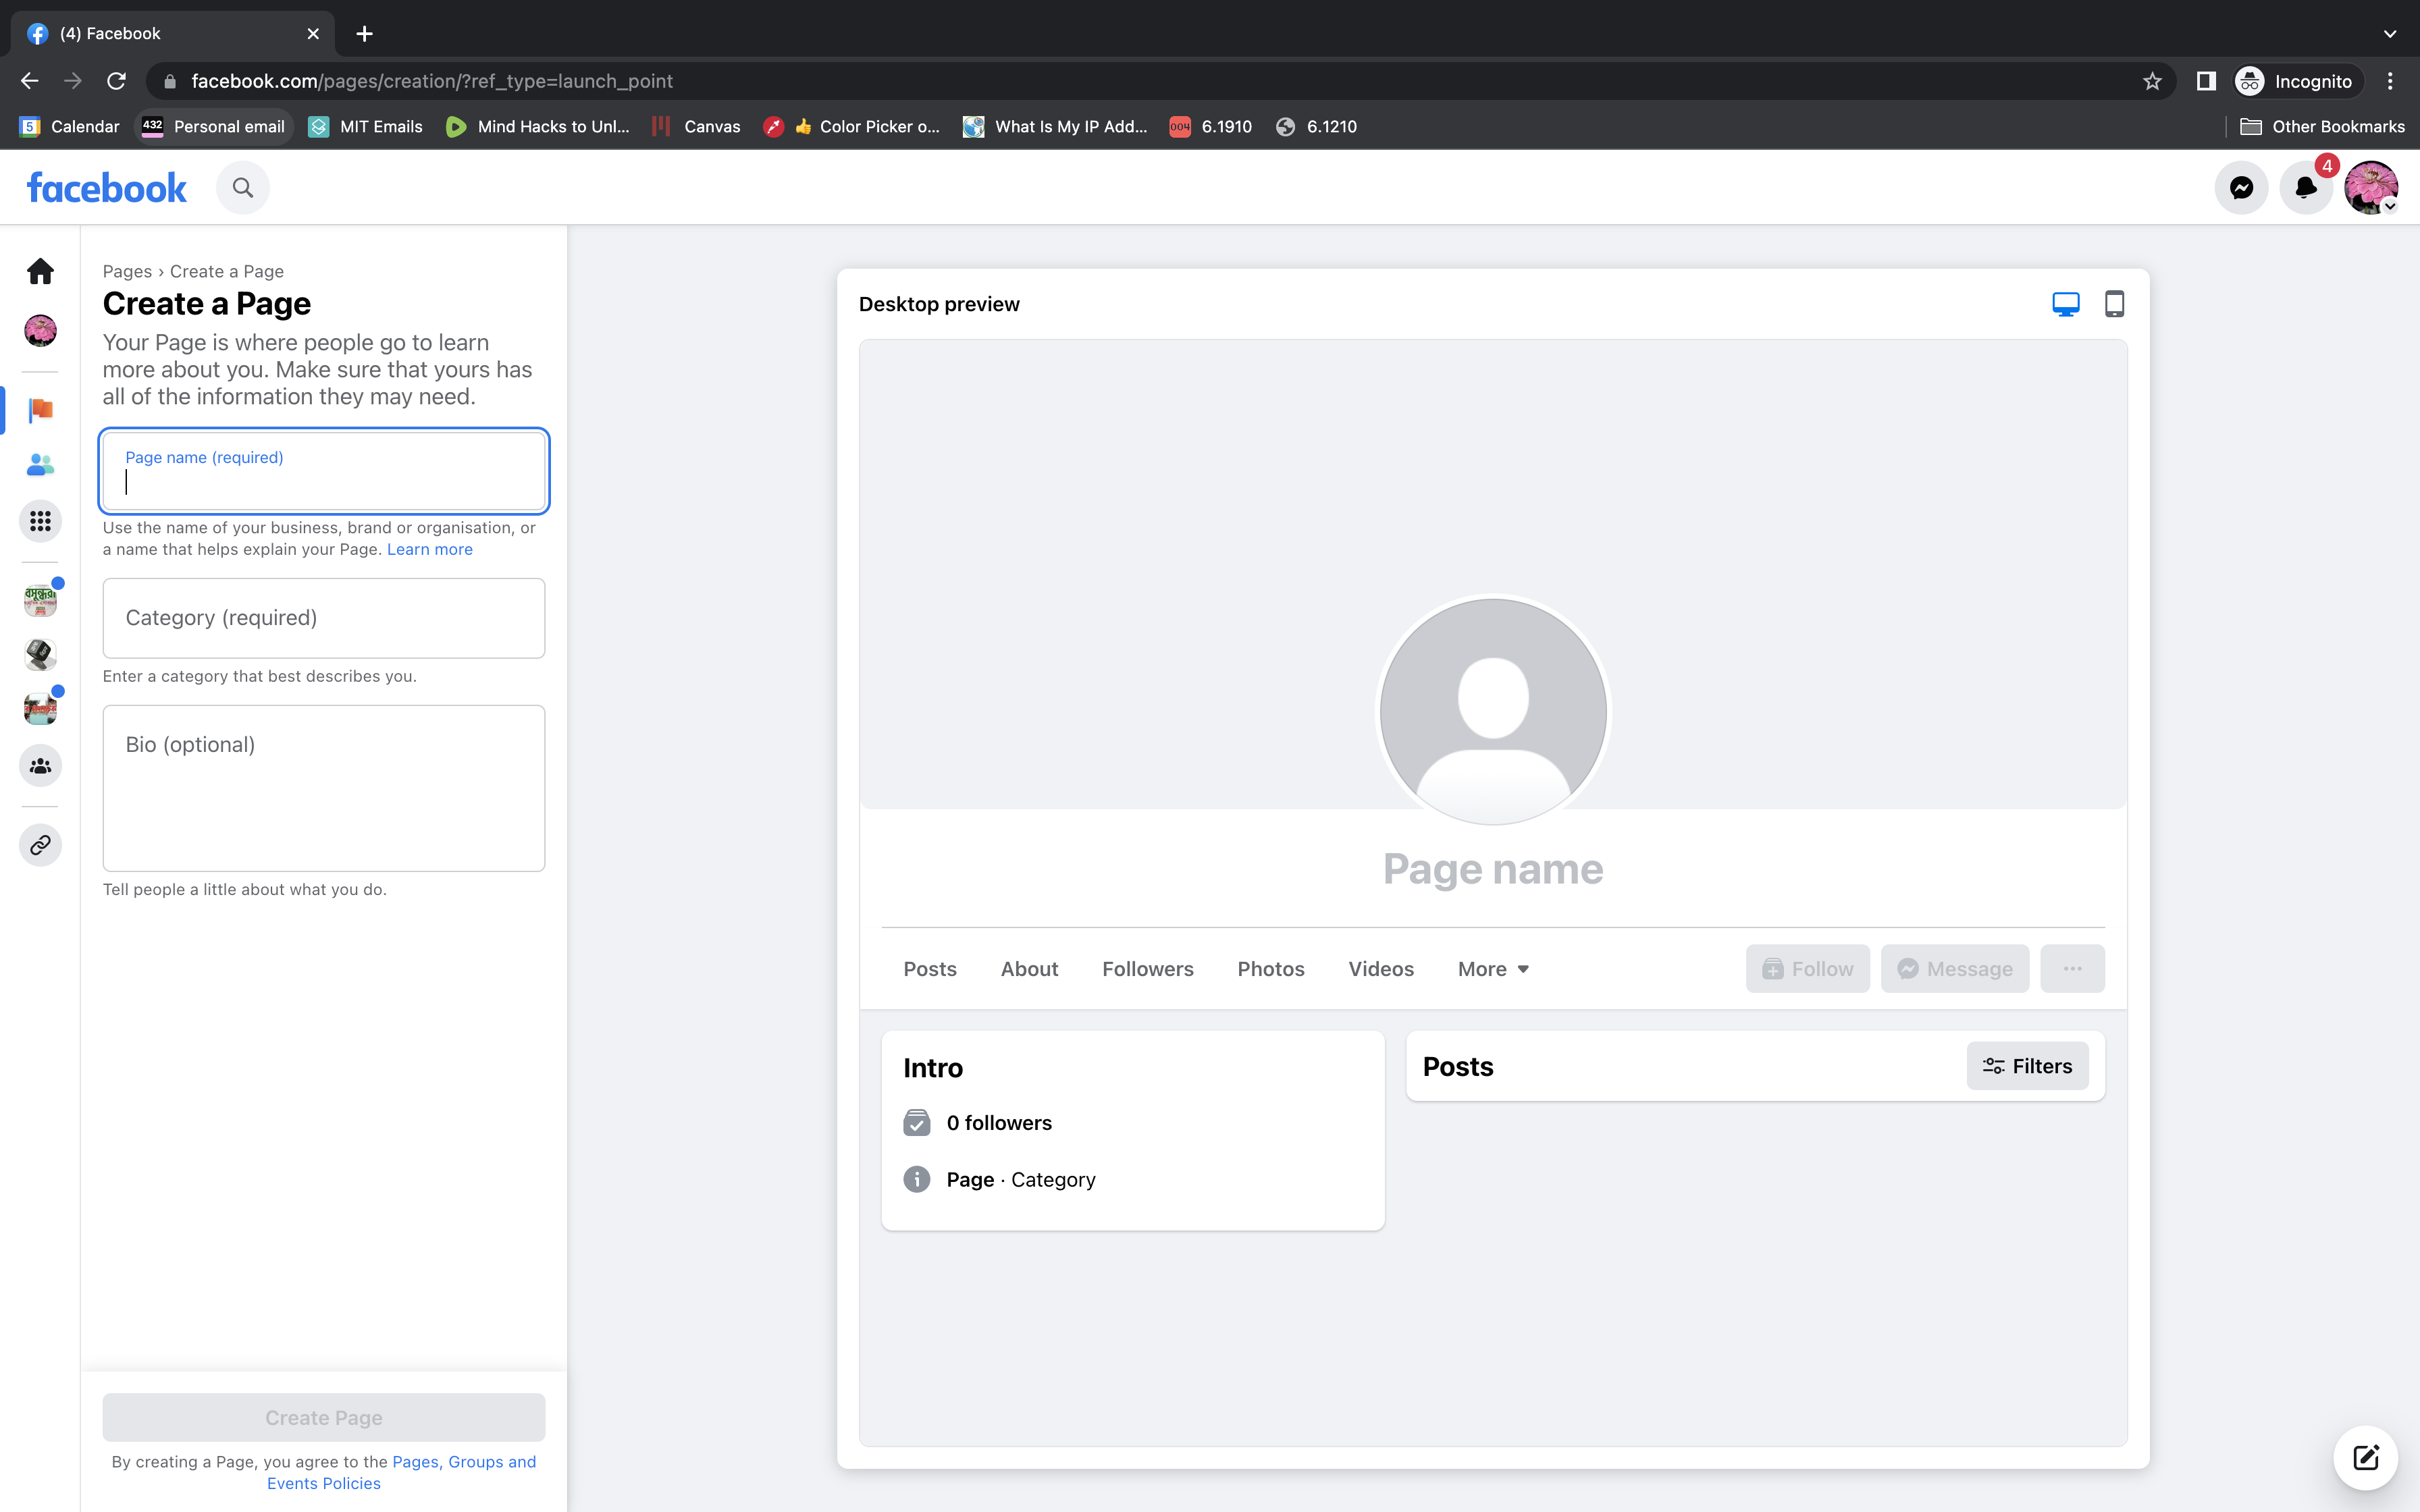 (4) Facebook
facebook.com/pages/creation/?ref_type=launch_point
Incognito
5 Calendar
432 Personal email
MIT Emails
Mind Hacks to Unl...
Canvas
👍 Color Picker o...
What Is My IP Add...
004 6.1910
6.1210
Other Bookmarks
facebook
4
Pages › Create a Page
Create a Page
Your Page is where people go to learn
more about you. Make sure that yours has
all of the information they may need.
Page name (required)
Use the name of your business, brand or organisation, or
a name that helps explain your Page. Learn more
Category (required)
Enter a category that best describes you.
Bio (optional)
Tell people a little about what you do.
Create Page
By creating a Page, you agree to the Pages, Groups and
Events Policies
Desktop preview
Page name
Posts
About
Followers
Photos
Videos
More
Follow
Message
Intro
0 followers
Page · Category
Posts
Filters